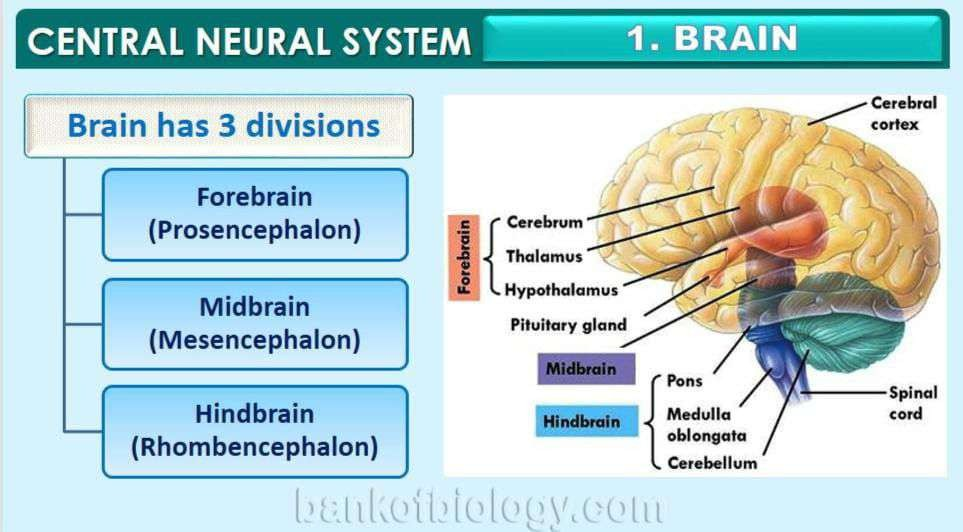 CENTRAL NEURAL SYSTEM
1. BRAIN
Brain has 3 divisions
Forebrain
(Prosencephalon)
Midbrain
(Mesencephalon)
Hindbrain
(Rhombencephalon)
Cerebral
cortex
Forebrain
Cerebrum
Thalamus
Hypothalamus
Pituitary gland
Midbrain
Hindbrain
Pons
Medulla
oblongata
Cerebellum
Spinal
cord
bankofbiology.com